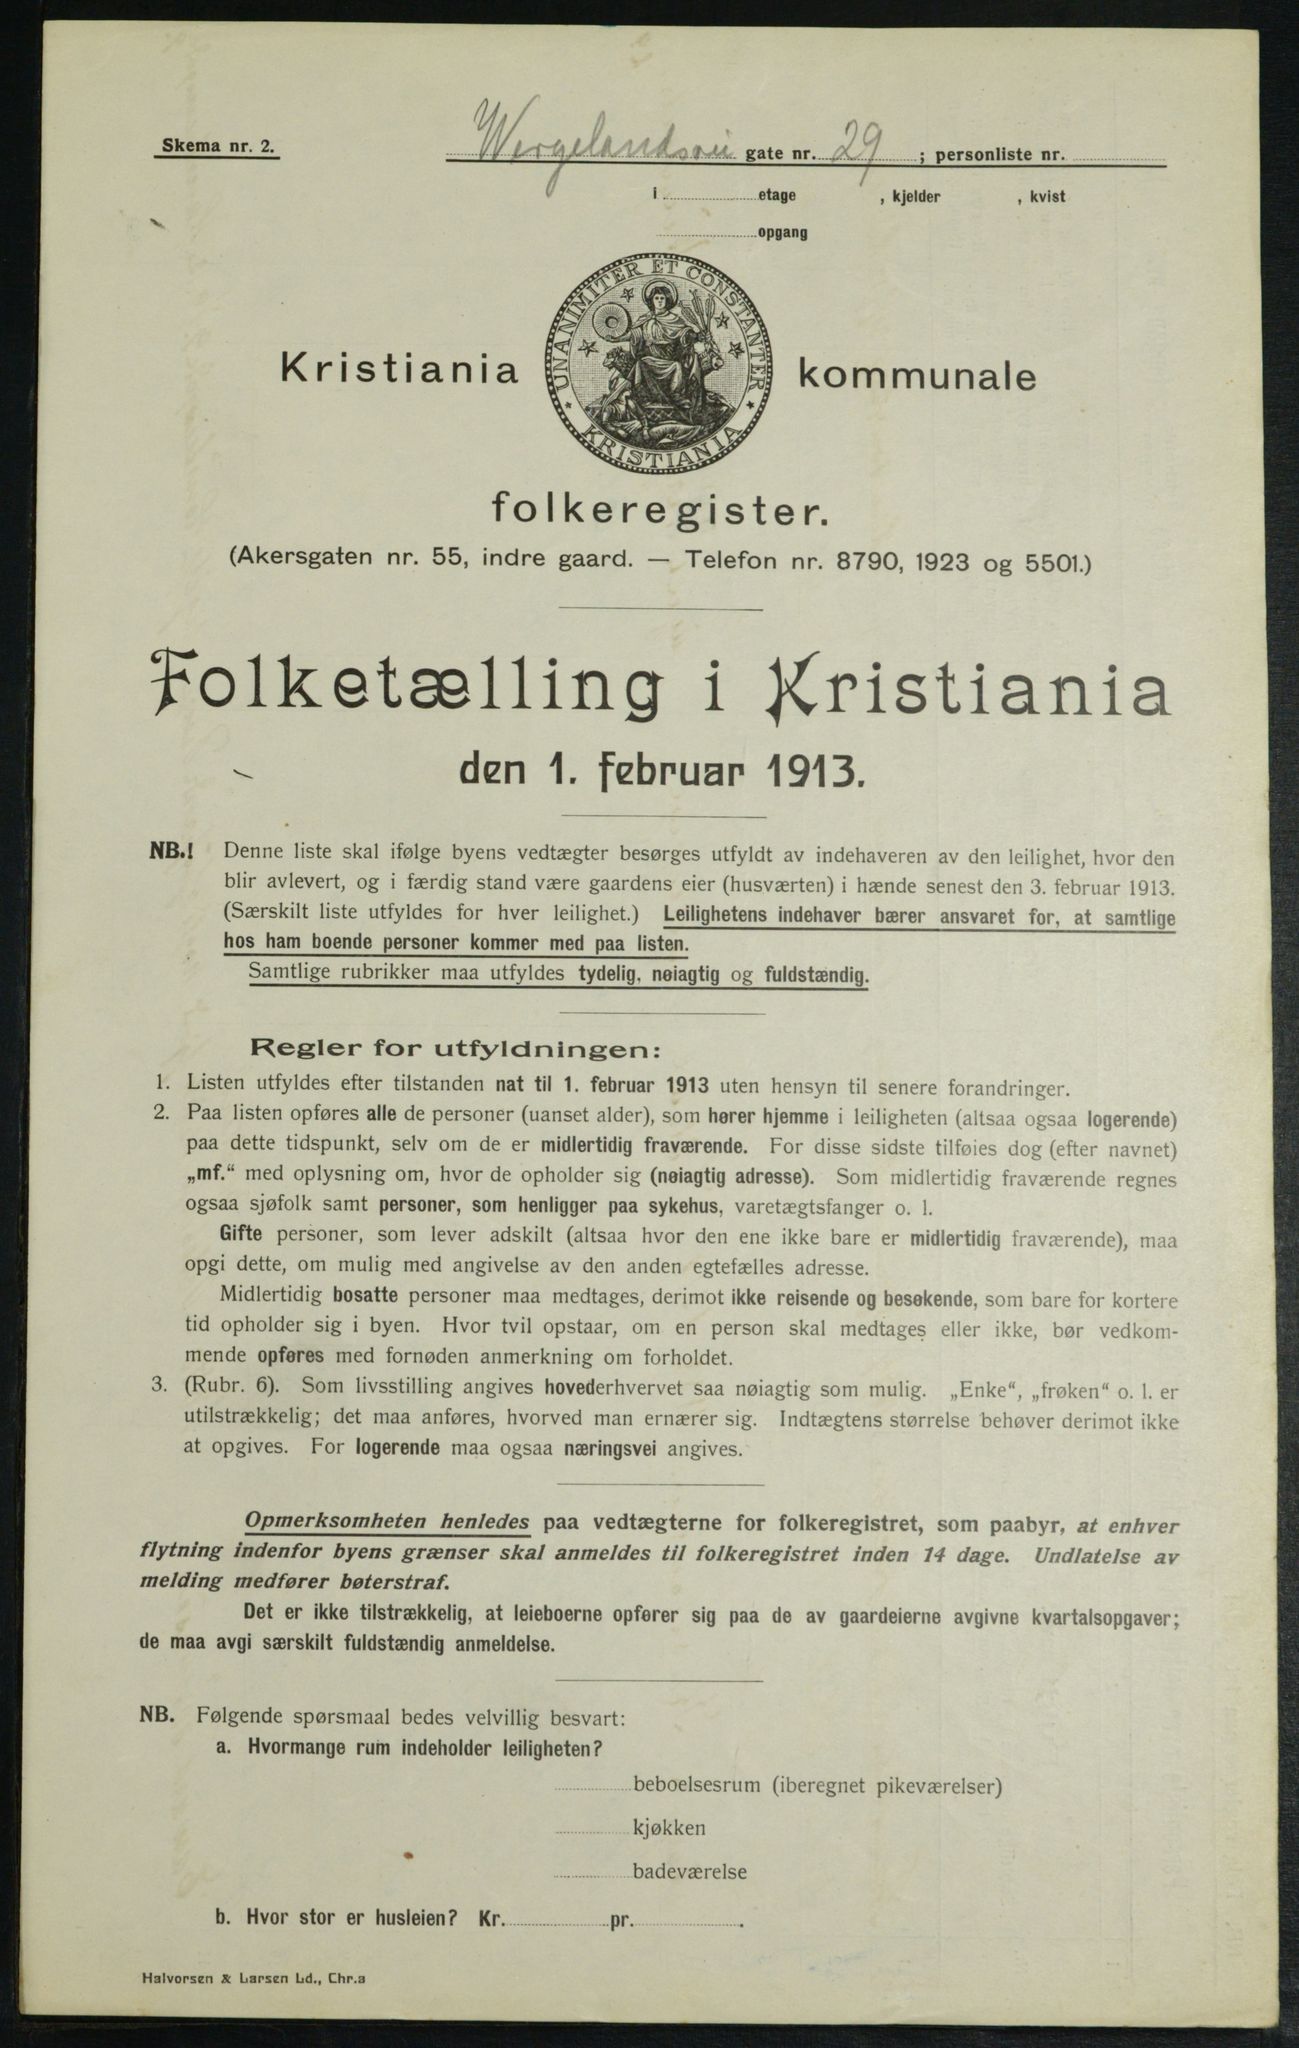 Skema nr. 2.
Wergelandsvei gate nr. 29 ; personliste nr.
i etage , kjelder , kvist
opgang
UNANIMITER ET CONSTANTER
KRISTIANIA
Kristiania kommunale
folkeregister.
(Akersgaten nr. 55, indre gaard. — Telefon nr. 8790, 1923 og 5501.)
Folketælling i Kristiania
den 1. februar 1913.
NB.! Denne liste skal ifølge byens vedtægter besørges utfyldt av indehaveren av den leilighet, hvor den
blir avlevert, og i færdig stand være gaardens eier (husværten) i hænde senest den 3. februar 1913.
(Særskilt liste utfyldes for hver leilighet.) Leilighetens indehaver bærer ansvaret for, at samtlige
hos ham boende personer kommer med paa listen.
Samtlige rubrikker maa utfyldes tydelig, nøiagtig og fuldstændig.
Regler for utfyldningen:
1. Listen utfyldes efter tilstanden nat til 1. februar 1913 uten hensyn til senere forandringer.
2. Paa listen opføres alle de personer (uanset alder), som hører hjemme i leiligheten (altsaa ogsaa logerende)
paa dette tidspunkt, selv om de er midlertidig fraværende. For disse sidste tilføies dog (efter navnet)
„mf.“ med oplysning om, hvor de opholder sig (nøiagtig adresse). Som midlertidig fraværende regnes
ogsaa sjøfolk samt personer, som henligger paa sykehus, varetægtsfanger o. l.
Gifte personer, som lever adskilt (altsaa hvor den ene ikke bare er midlertidig fraværende), maa
opgi dette, om mulig med angivelse av den anden egtefælles adresse.
Midlertidig bosatte personer maa medtages, derimot ikke reisende og besøkende, som bare for kortere
tid opholder sig i byen. Hvor tvil opstaar, om en person skal medtages eller ikke, bør vedkom-
mende opføres med fornøden anmerkning om forholdet.
3. (Rubr. 6). Som livsstilling angives hovederhvervet saa nøiagtig som mulig. „Enke“, „frøken“ o. l. er
utilstrækkelig; det maa anføres, hvorved man ernærer sig. Indtægtens størrelse behøver derimot ikke
at opgives. For logerende maa ogsaa næringsvei angives.
Opmerksomheten henledes paa vedtægterne for folkeregistret, som paabyr, at enhver
flytning indenfor byens grænser skal anmeldes til folkeregistret inden 14 dage. Undlatelse av
melding medfører bøterstraf.
Det er ikke tilstrækkelig, at leieboerne opfører sig paa de av gaardeierne avgivne kvartalsopgaver;
de maa avgi særskilt fuldstændig anmeldelse.
NB. Følgende spørsmaal bedes velvillig besvart:
a. Hvormange rum indeholder leiligheten?
beboelsesrum (iberegnet pikeværelser)
kjøkken
badeværelse
b. Hvor stor er husleien? Kr. pr. .
Halvorsen & Larsen Ld., Chr.a